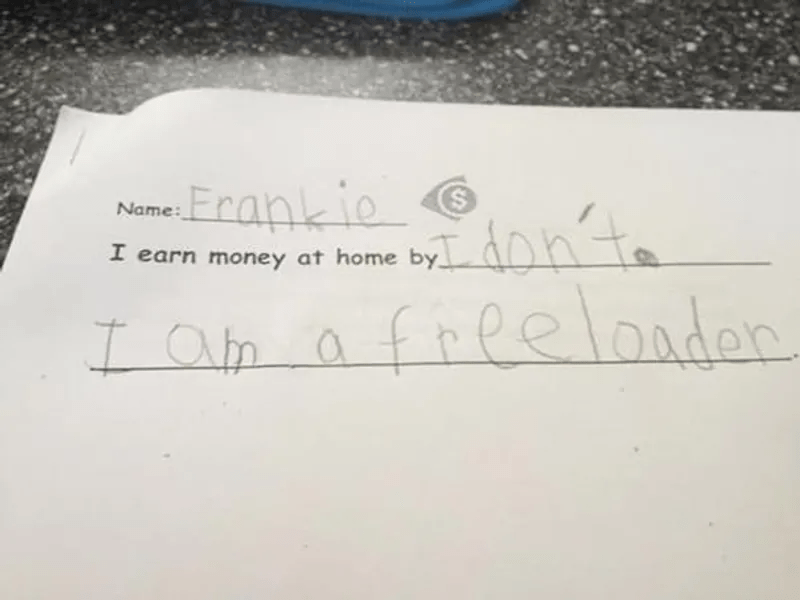 Name: Frankie $
I earn money at home by I don't.
I am a freeloader.